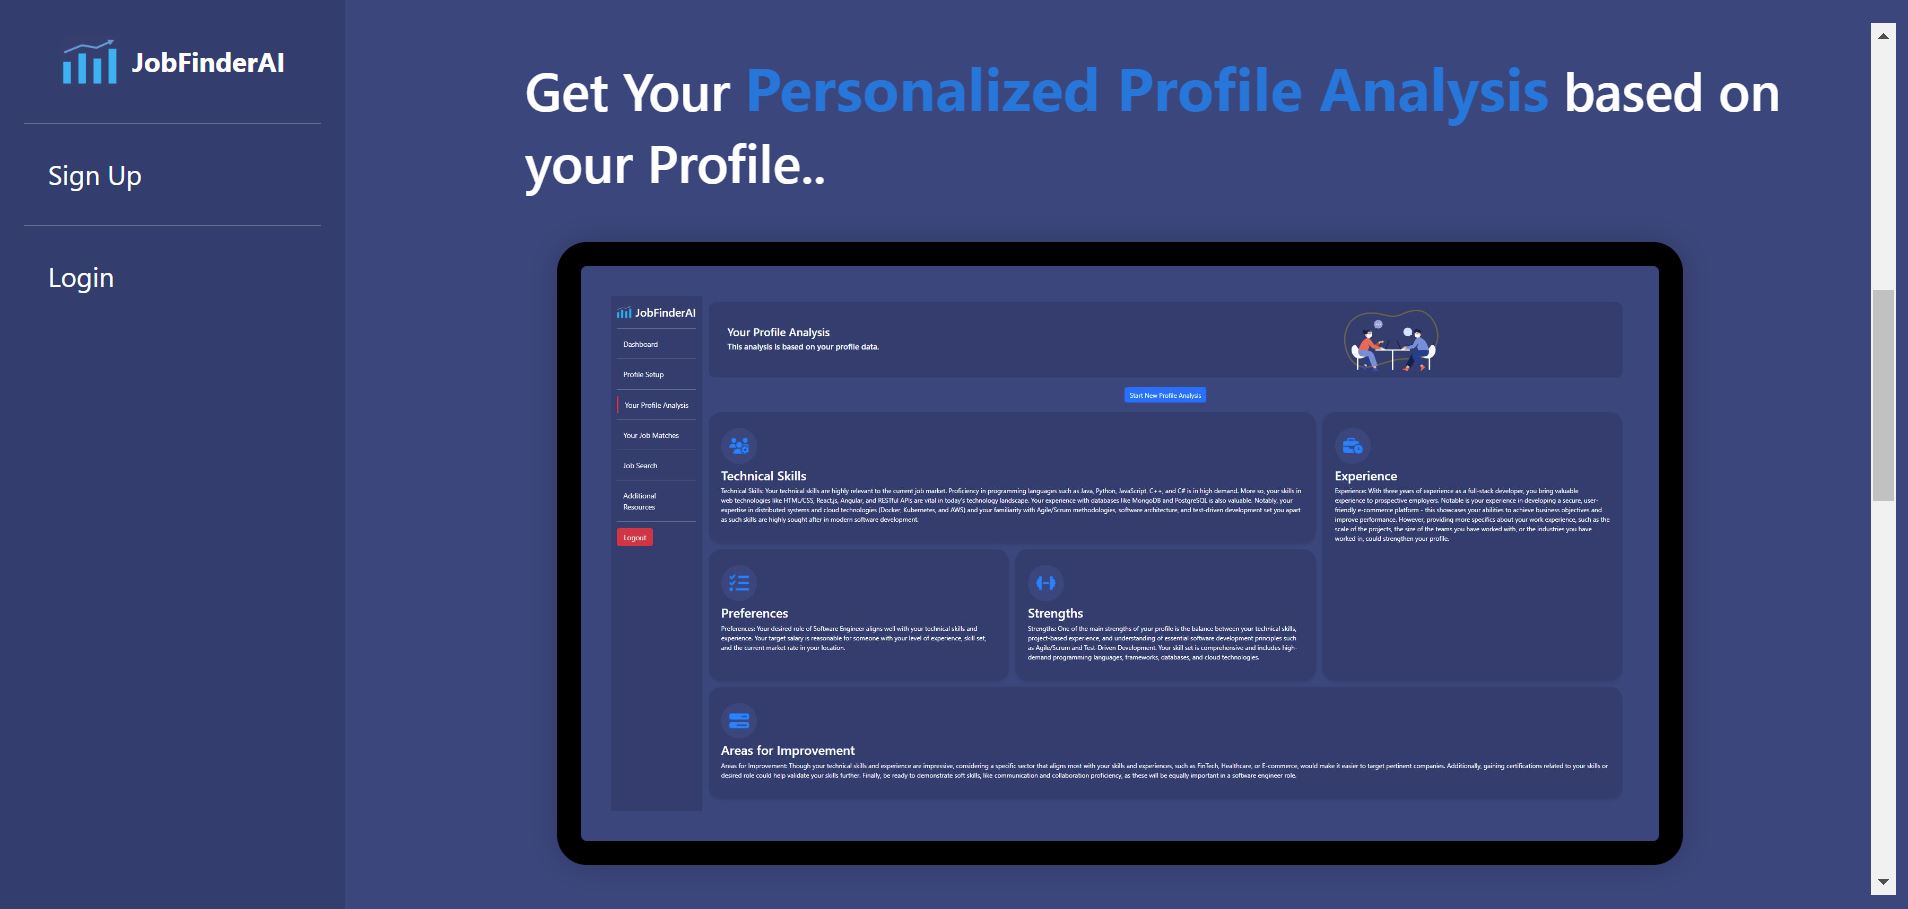 JobFinderAI
Sign Up
Login
Get Your Personalized Profile Analysis based on
your Profile..
JobFinderAI
Dashboard
Profile Setup
Your Profile Analysis
Your Job Matches
Job Search
Additional
Resources
Logout
Your Profile Analysis
This analysis is based on your profile data.
Start New Profile Analysis
Technical Skills
Technical Skills: Your technical skills are highly relevant to the current job market. Proficiency in programming languages such as Java, Python, JavaScript, C++, and C# is in high demand. More so, your skills in
web technologies like HTML/CSS, React.js, Angular, and RESTful APIs are vital in today's technology landscape. Your experience with databases like MongoDB and PostgreSQL is also valuable. Notably, your
expertise in distributed systems and cloud technologies (Docker, Kubernetes, and AWS) and your familiarity with Agile/Scrum methodologies, software architecture, and test-driven development set you apart
as such skills are highly sought after in modern software development.
Experience
Experience: With three years of experience as a full-stack developer, you bring valuable
experience to prospective employers. Notable is your experience in developing a secure, user-
friendly e-commerce platform - this showcases your abilities to achieve business objectives and
improve performance. However, providing more specifics about your work experience, such as the
scale of the projects, the size of the teams you have worked with, or the industries you have
worked in, could strengthen your profile.
Preferences
Preferences: Your desired role of Software Engineer aligns well with your technical skills and
experience. Your target salary is reasonable for someone with your level of experience, skill set,
and the current market rate in your location.
Strengths
Strengths: One of the main strengths of your profile is the balance between your technical skills,
project-based experience, and understanding of essential software development principles such
as Agile/Scrum and Test-Driven Development. Your skill set is comprehensive and includes high-
demand programming languages, frameworks, databases, and cloud technologies.
Areas for Improvement
Areas for Improvement: Though your technical skills and experience are impressive, considering a specific sector that aligns most with your skills and experiences, such as FinTech, Healthcare, or E-commerce, would make it easier to target pertinent companies. Additionally, gaining certifications related to your skills or
desired role could help validate your skills further. Finally, be ready to demonstrate soft skills, like communication and collaboration proficiency, as these will be equally important in a software engineer role.